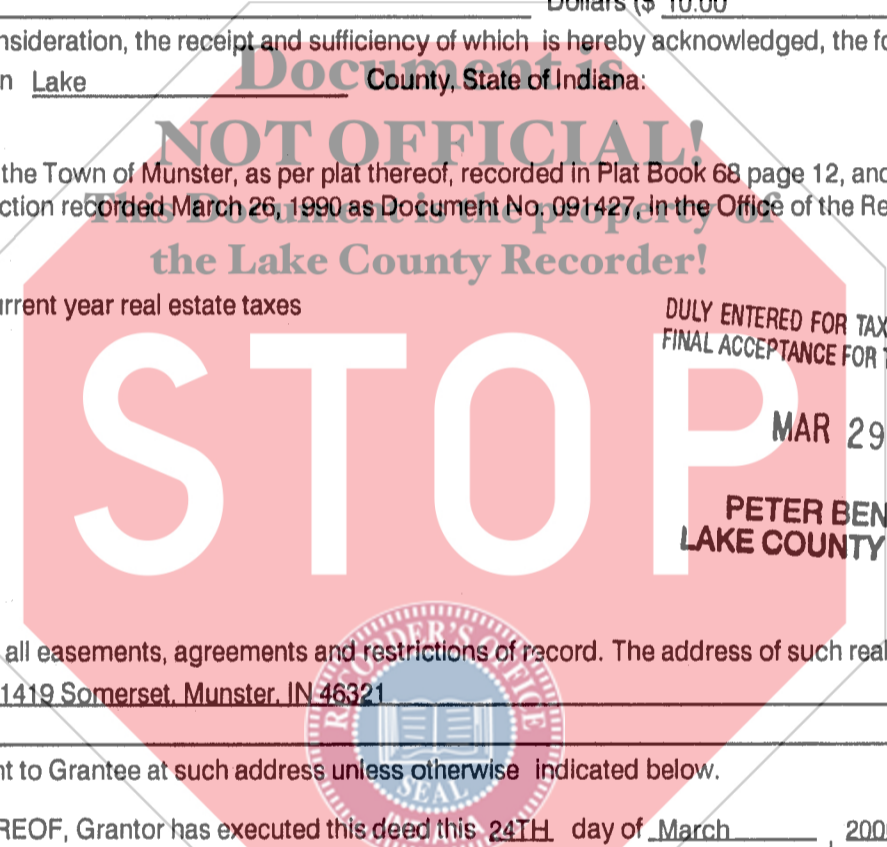 Dollars ($ 10.00
nsideration, the receipt and sufficiency of which is hereby acknowledged, the fo
Document is
n Lake County, State of Indiana:
NOT OFFICIAL!
the Town of Munster, as per plat thereof, recorded in Plat Book 68 page 12, and
This Document is the property of
ction recorded March 26, 1990 as Document No. 091427, in the Office of the Re
the Lake County Recorder!
urrent year real estate taxes
DULY ENTERED FOR TAX
FINAL ACCEPTANCE FOR T
STOP
MAR 29
PETER BEN
LAKE COUNTY
all easements, agreements and restrictions of record. The address of such real
1419 Somerset, Munster, IN 46321
RECORDER'S OFFICE
SEAL
INDIANA
nt to Grantee at such address unless otherwise indicated below.
REOF, Grantor has executed this deed this 24TH day of March , 200